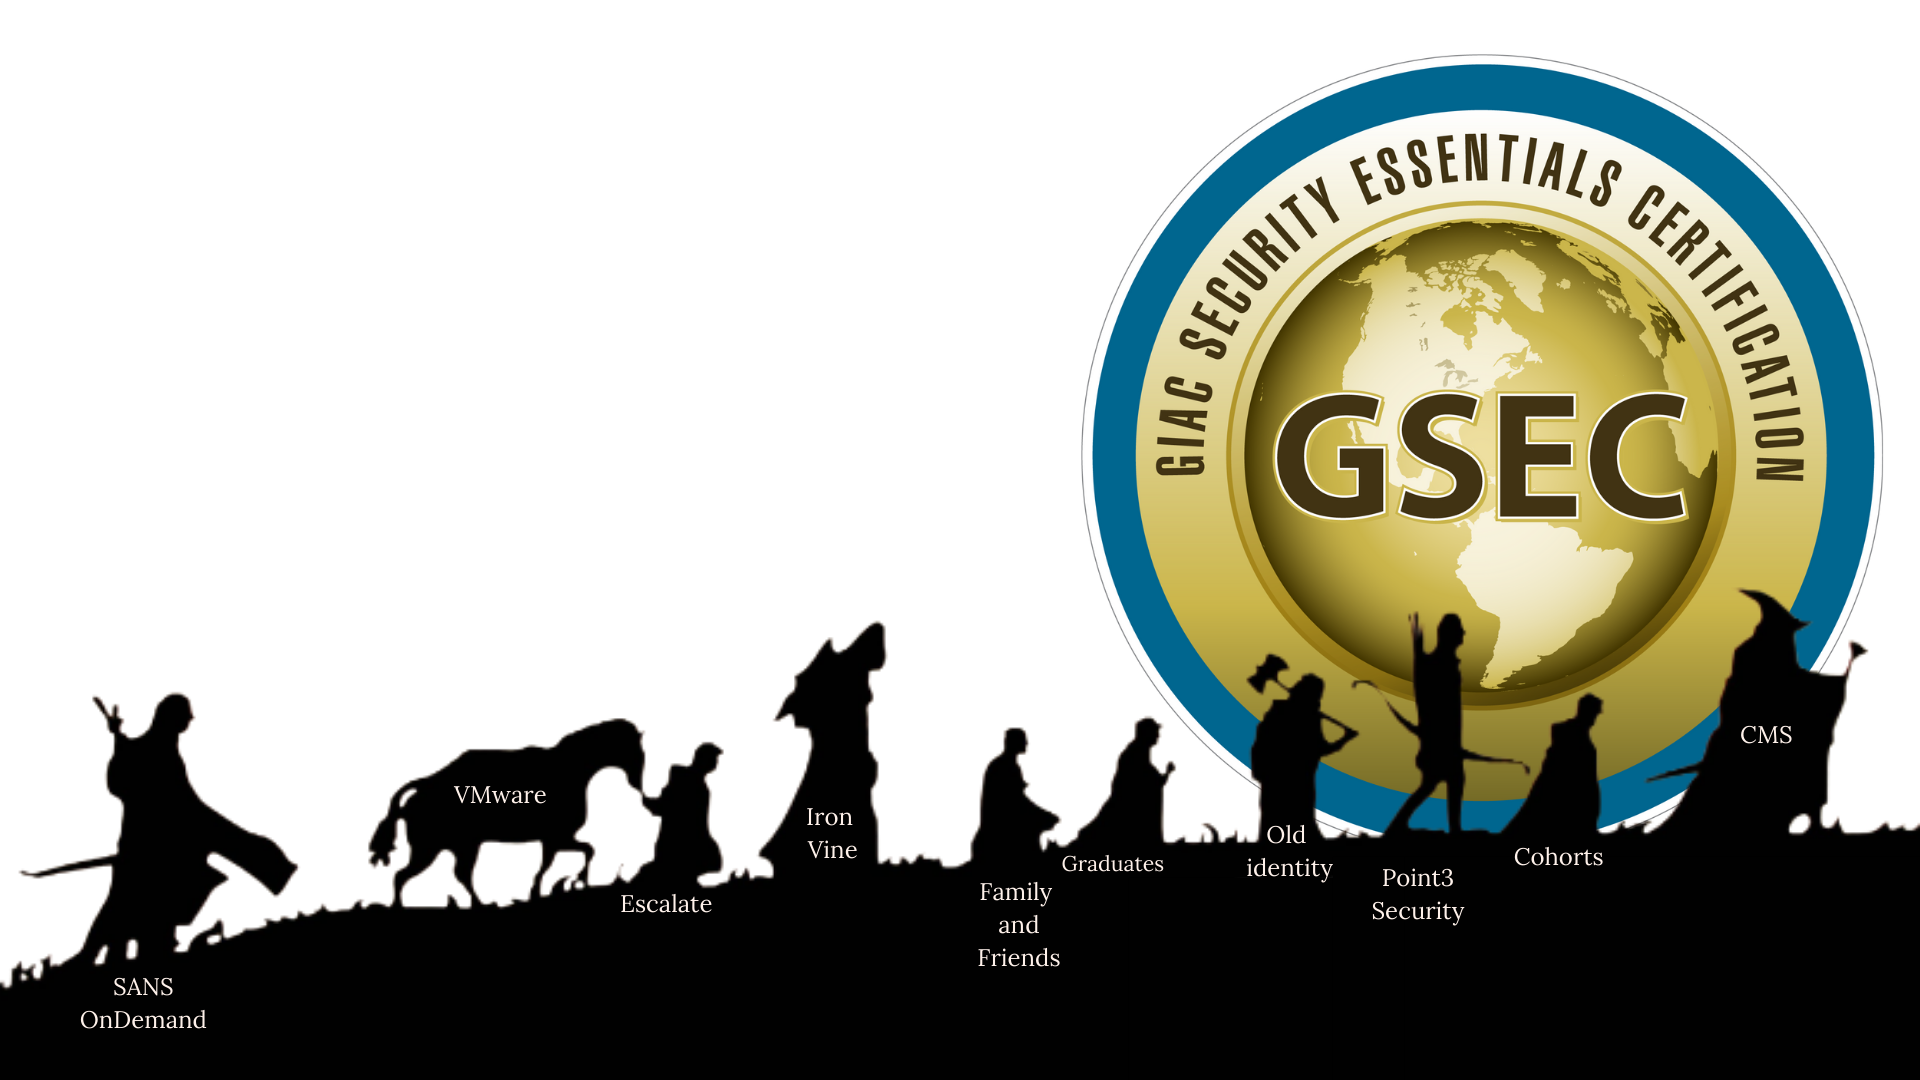 GIAC SECURITY ESSENTIALS CERTIFICATION
GSEC
SANS
OnDemand
VMware
Escalate
Iron
Vine
Family
and
Friends
Graduates
Old
identity
Point3
Security
Cohorts
CMS